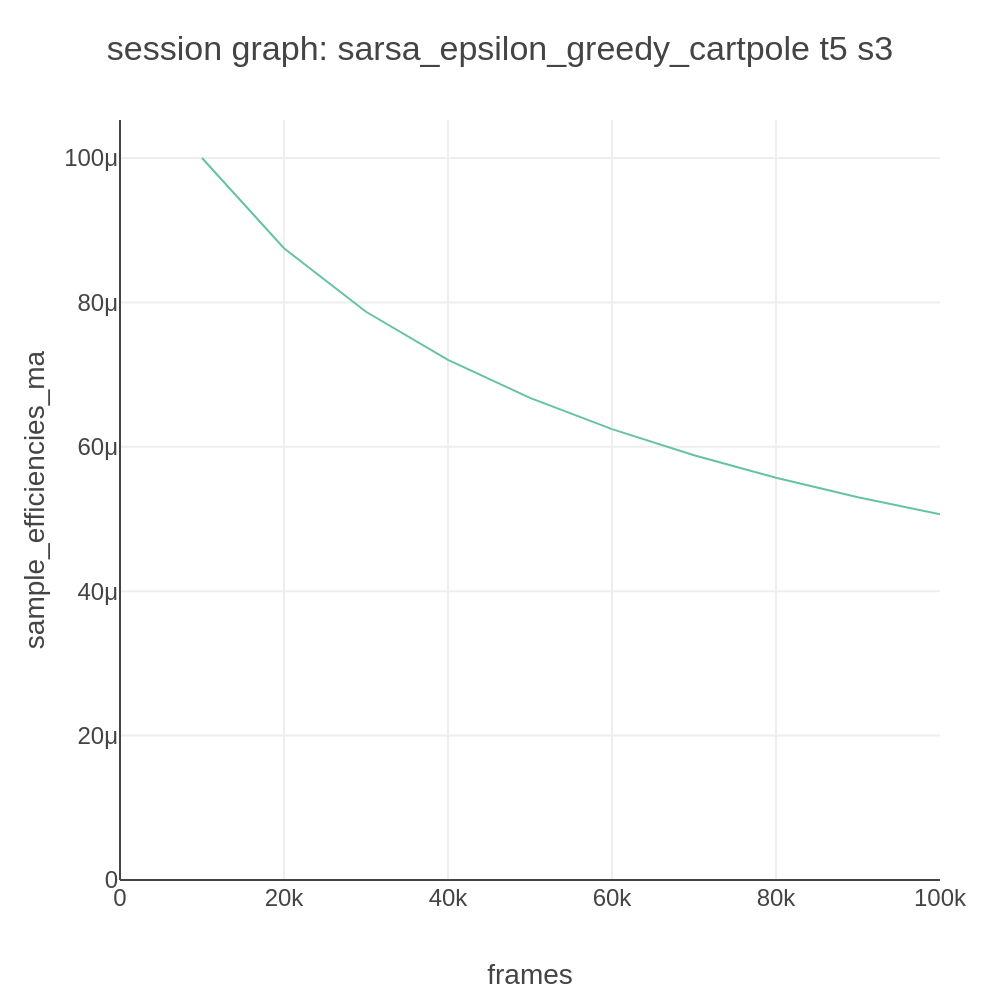 session graph: sarsa_epsilon_greedy_cartpole t5 s3
sample_efficiencies_ma
100μ
80μ
60μ
40μ
20μ
0
0
20k
40k
60k
80k
100k
frames